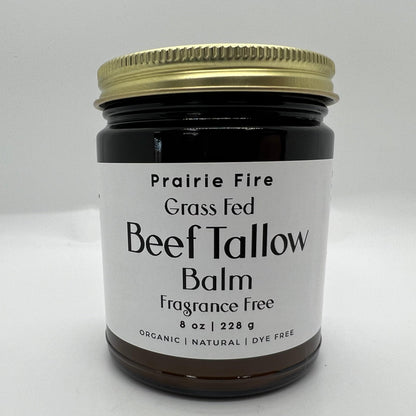 Prairie Fire
Grass Fed
Beef Tallow
Balm
Fragrance Free
8 oz | 228 g
ORGANIC | NATURAL | DYE FREE